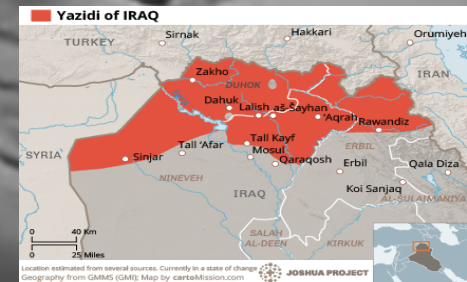 Yazidi of IRAQ
TURKEY
Sirnak
Hakkari
Orumiyeh
Zakho
DUHOK
IRAN
Dahuk
Lalish
aš-Šayhan
'Aqrah
Rawandiz
Tall Kayf
ERBIL
SYRIA
Sinjar
Tall 'Afar
Mosul
Qaraqosh
Erbil
Qala Diza
NINEVEH
Koi Sanjaq
IRAQ
AL-SULAIMANIYA
SALAH
AL-DEEN
KIRKUK
0 40 Km
0 25 Miles
Location estimated from several sources. Currently in a state of change
Geography from GMMS (GMI); Map by cartoMission.com
JOSHUA PROJECT